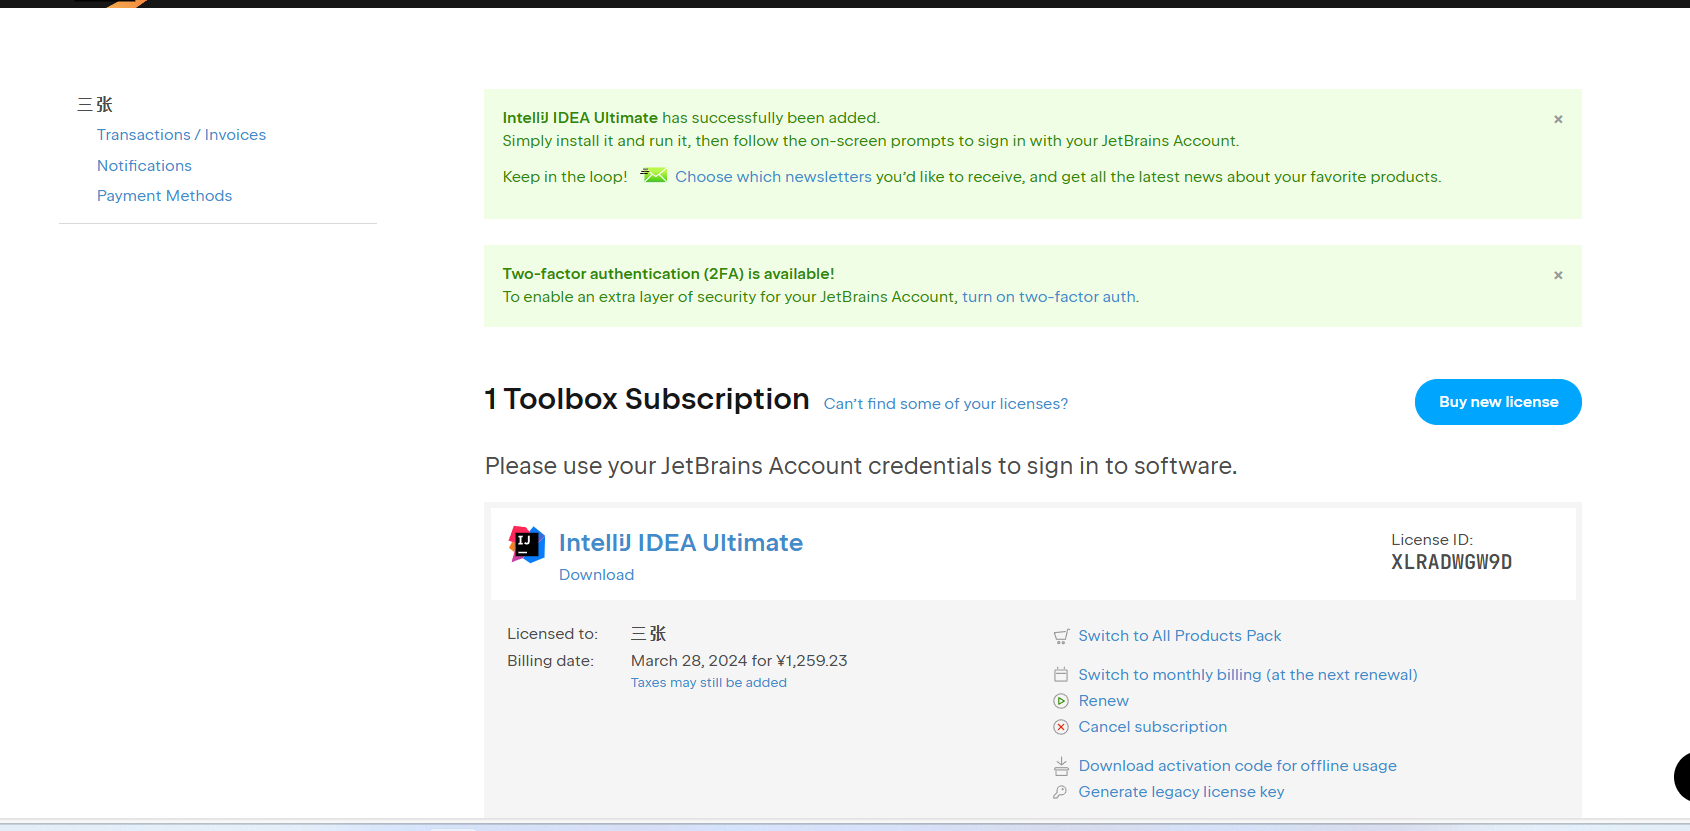 三 张
Transactions / Invoices
Notifications
Payment Methods
IntelliJ IDEA Ultimate has successfully been added.
Simply install it and run it, then follow the on-screen prompts to sign in with your JetBrains Account.
Keep in the loop! Choose which newsletters you'd like to receive, and get all the latest news about your favorite products.
Two-factor authentication (2FA) is available!
To enable an extra layer of security for your JetBrains Account, turn on two-factor auth.
1 Toolbox Subscription Can't find some of your licenses?
Buy new license
Please use your JetBrains Account credentials to sign in to software.
IJ
IntelliJ IDEA Ultimate
Download
License ID:
XLRADWGW9D
Licensed to: 三 张
Billing date: March 28, 2024 for ¥1,259.23
Taxes may still be added
Switch to All Products Pack
Switch to monthly billing (at the next renewal)
Renew
Cancel subscription
Download activation code for offline usage
Generate legacy license key